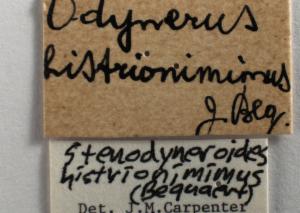 Odynerus
histrionimimus
J. Beq.
Stenodyneroides
histrionimimus
(Bequaert)
Det. J.M.Carpenter